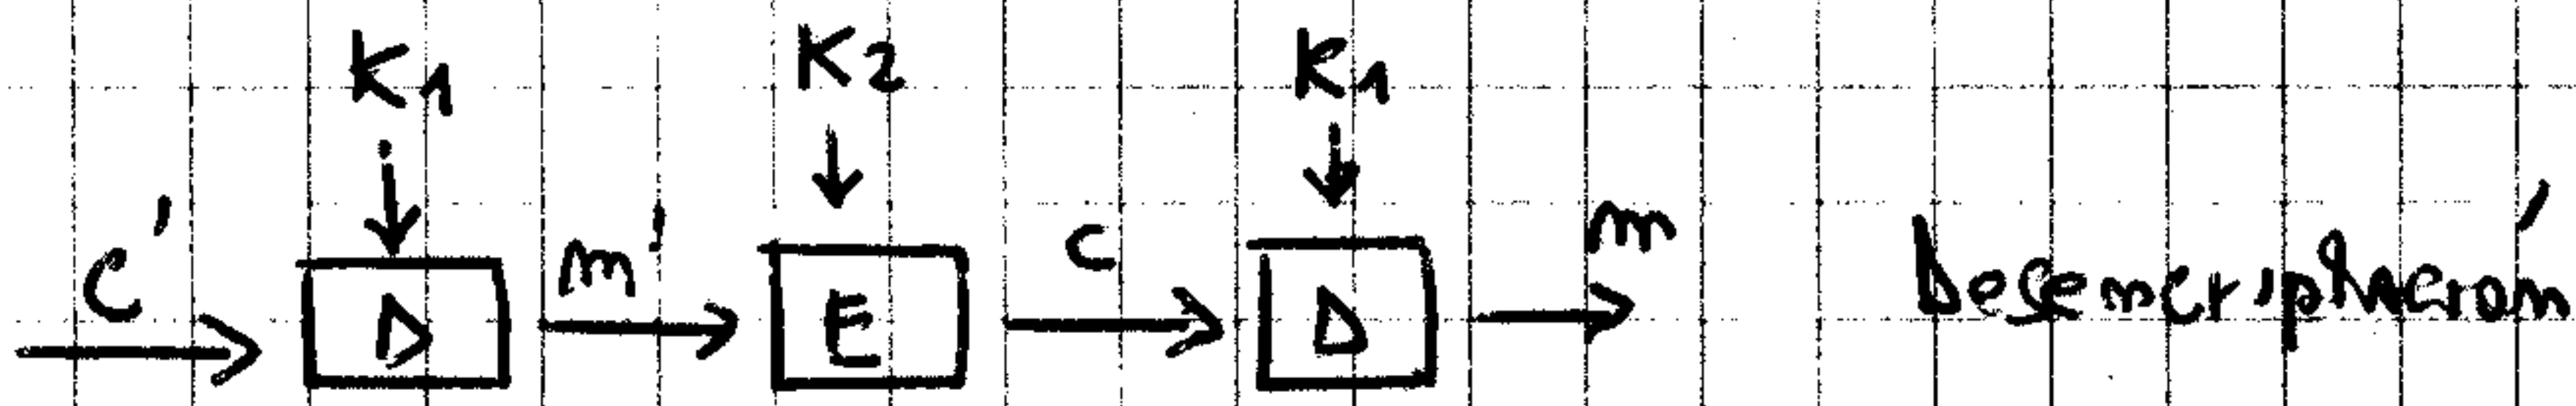 K1 K2 K1
C' D m' E c D m Desencriptación